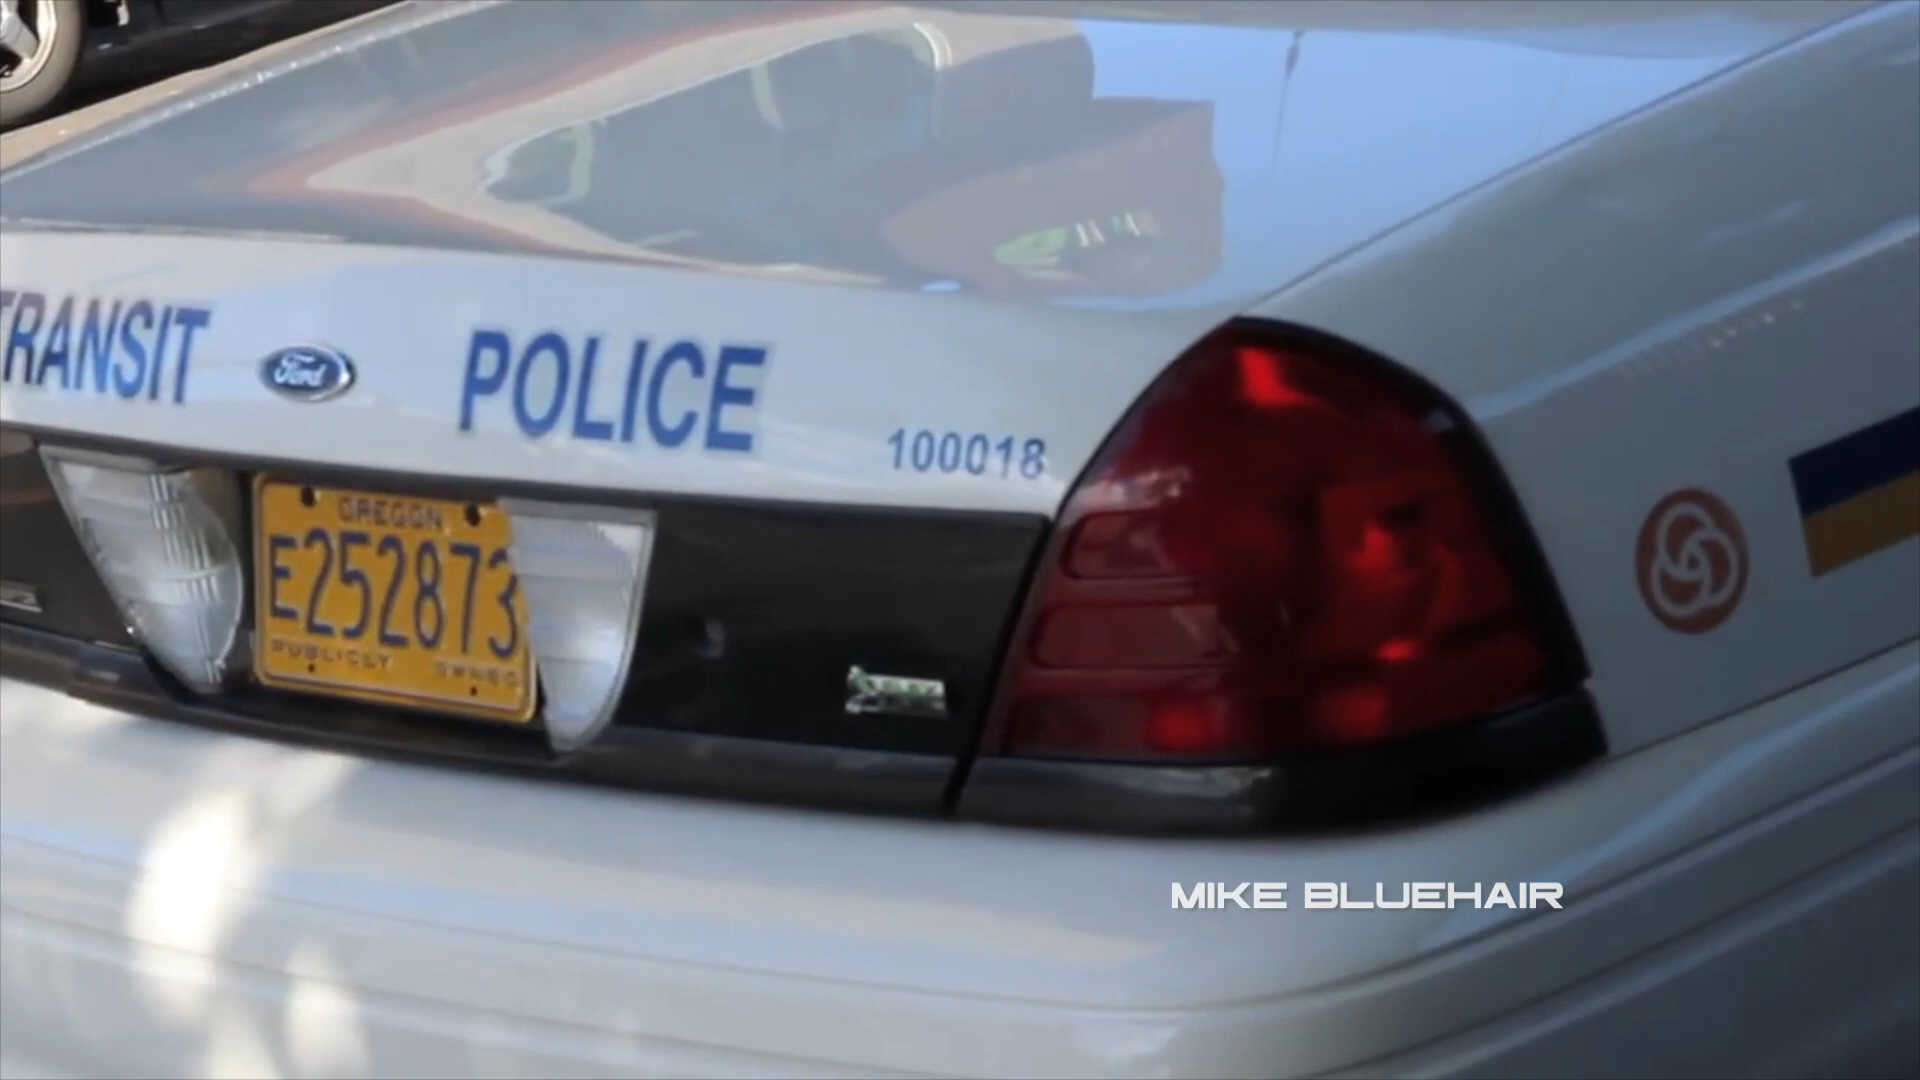 TRANSIT
Ford
POLICE
100018
OREGON
E252873
PUBLICLY OWNED
MIKE BLUEHAIR